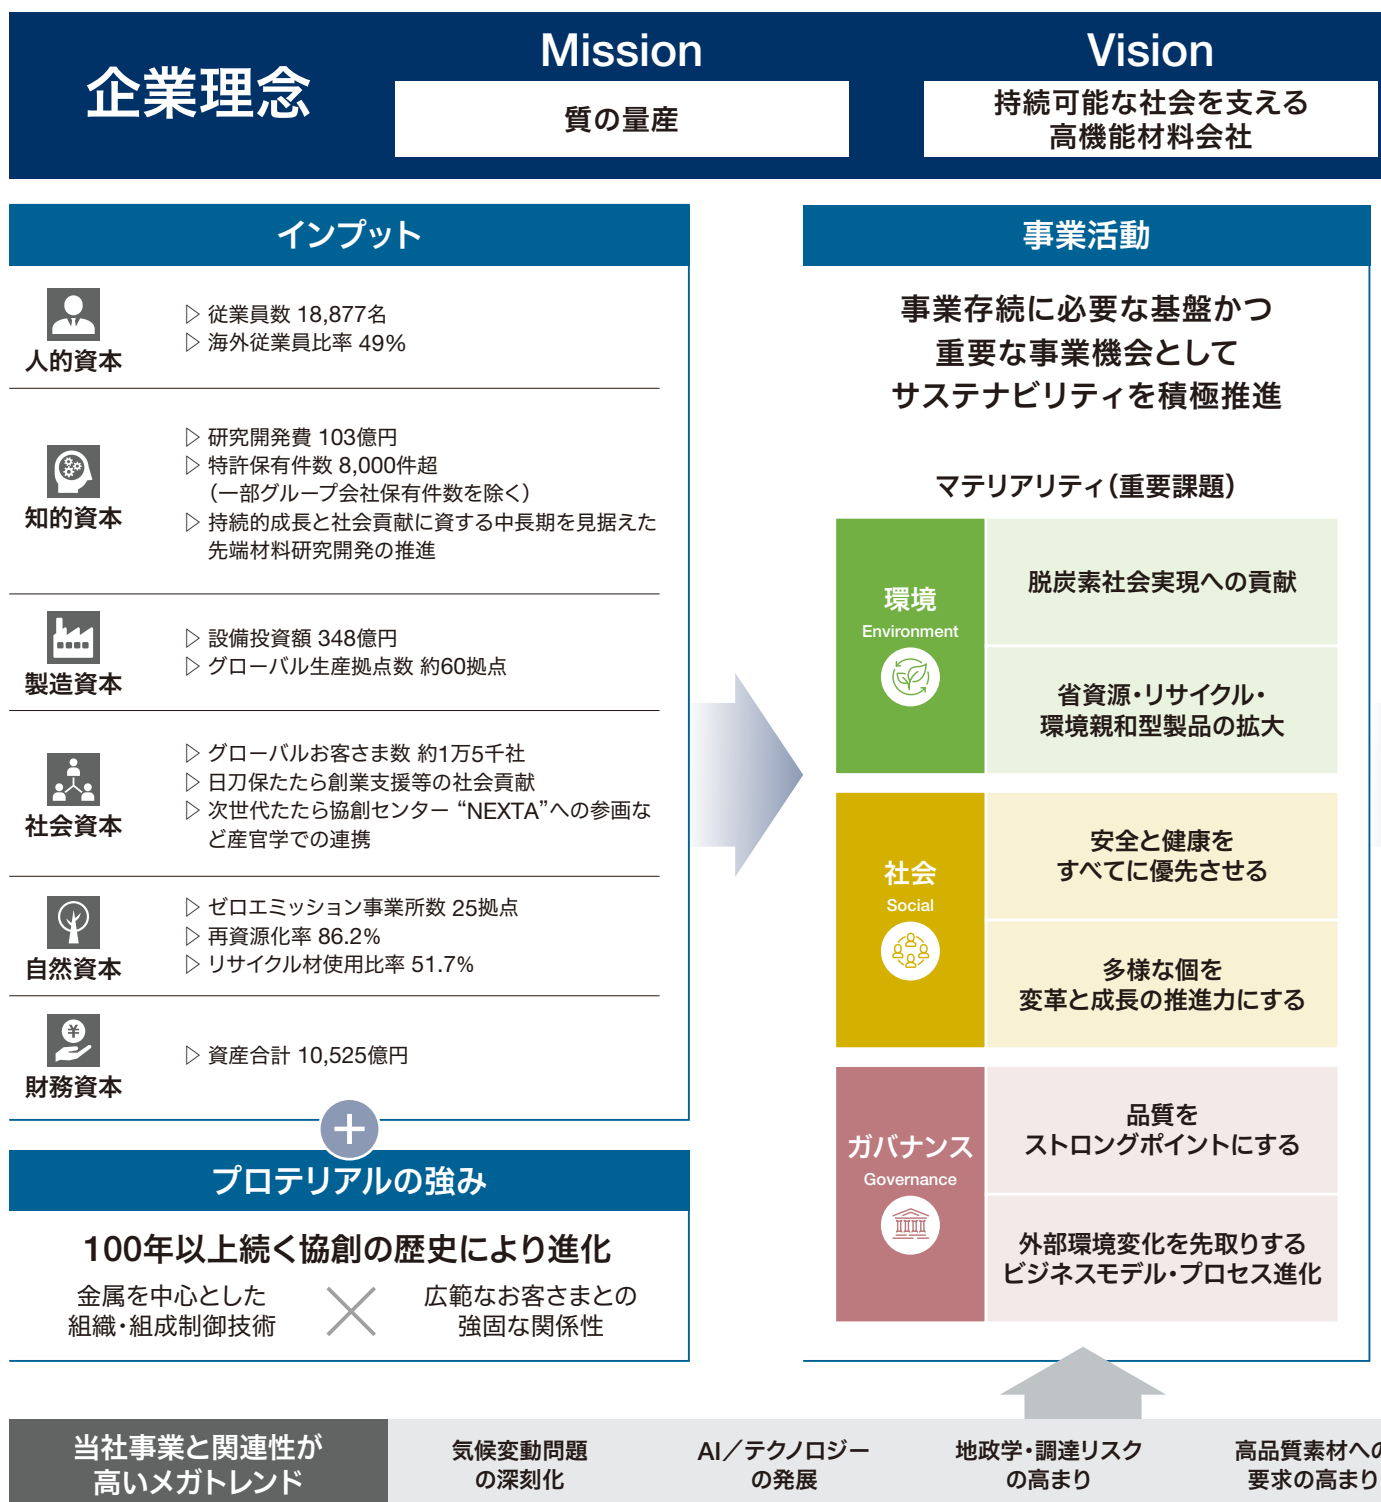 企業理念
Mission
質の量産
Vision
持続可能な社会を支える
高機能材料会社
インプット
人的資本
▷ 従業員数 18,877名
▷ 海外従業員比率 49%
知的資本
▷ 研究開発費 103億円
▷ 特許保有件数 8,000件超
（一部グループ会社保有件数を除く）
▷ 持続的成長と社会貢献に資する中長期を見据えた
先端材料研究開発の推進
製造資本
▷ 設備投資額 348億円
▷ グローバル生産拠点数 約60拠点
社会資本
▷ グローバルお客さま数 約1万5千社
▷ 日刀保たたら創業支援等の社会貢献
▷ 次世代たたら協創センター “NEXTA”への参画な
ど産官学での連携
自然資本
▷ ゼロエミッション事業所数 25拠点
▷ 再資源化率 86.2%
▷ リサイクル材使用比率 51.7%
財務資本
▷ 資産合計 10,525億円
プロテリアルの強み
100年以上続く協創の歴史により進化
金属を中心とした
組織・組成制御技術
広範なお客さまとの
強固な関係性
事業活動
事業存続に必要な基盤かつ
重要な事業機会として
サステナビリティを積極推進
マテリアリティ（重要課題）
環境
Environment
脱炭素社会実現への貢献
省資源・リサイクル・
環境親和型製品の拡大
社会
Social
安全と健康を
すべてに優先させる
多様な個を
変革と成長の推進力にする
ガバナンス
Governance
品質を
ストロングポイントにする
外部環境変化を先取りする
ビジネスモデル・プロセス進化
当社事業と関連性が
高いメガトレンド
気候変動問題
の深刻化
AI／テクノロジー
の発展
地政学・調達リスク
の高まり
高品質素材への
要求の高まり